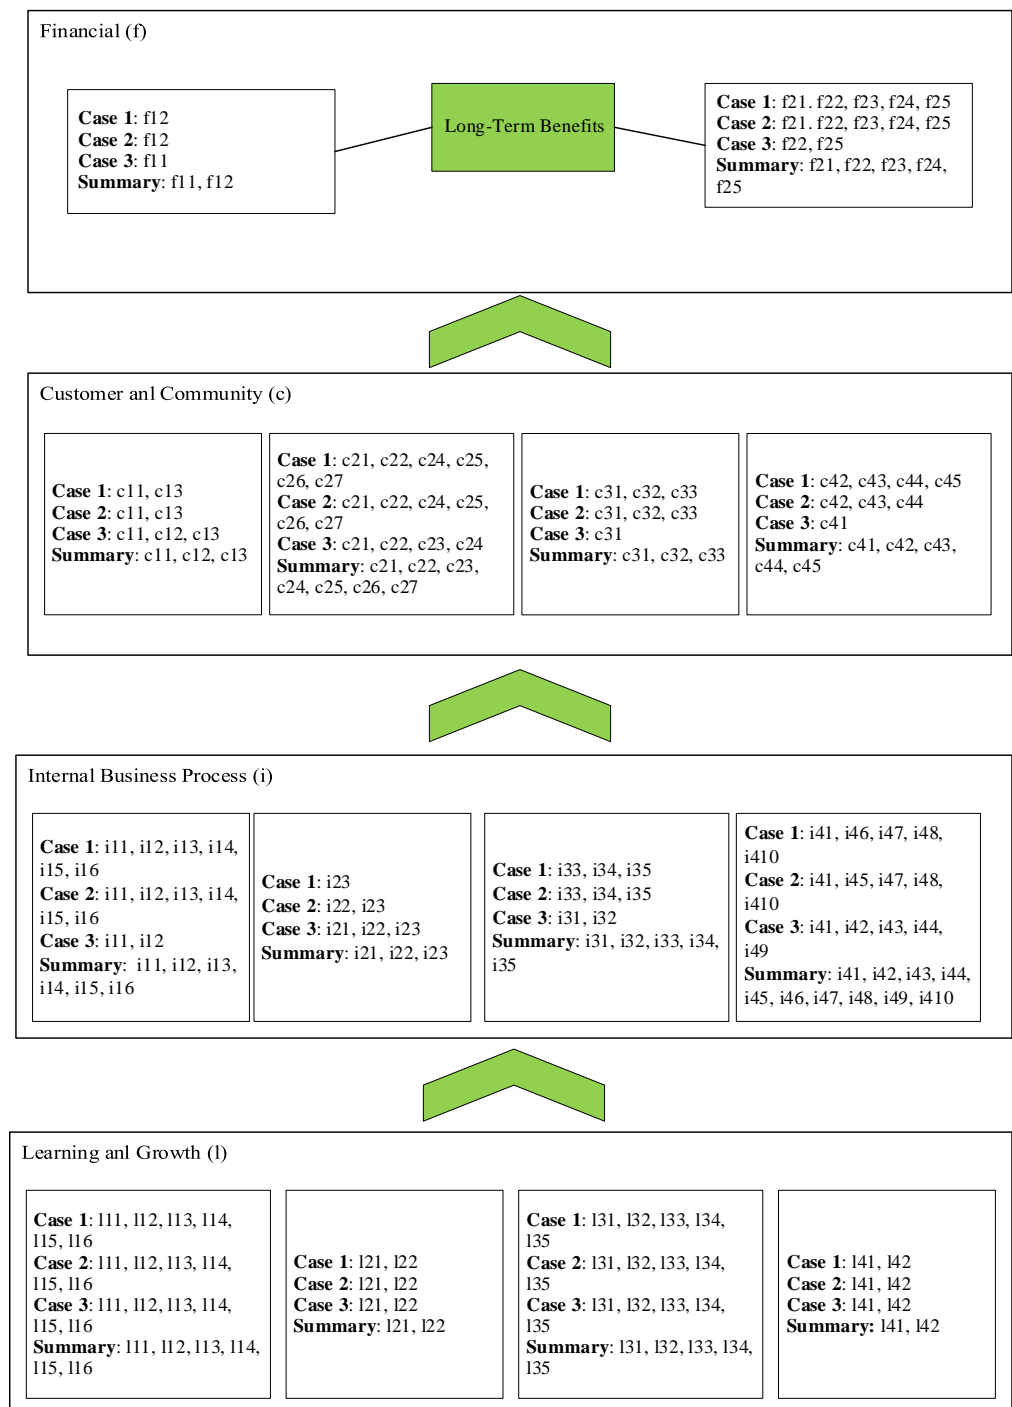 Financial (f)
Case 1: f12
Case 2: f12
Case 3: f11
Summary: f11, f12
Long-Term Benefits
Case 1: f21. f22, f23, f24, f25
Case 2: f21. f22, f23, f24, f25
Case 3: f22, f25
Summary: f21, f22, f23, f24,
f25
Customer anl Community (c)
Case 1: c11, c13
Case 2: c11, c13
Case 3: c11, c12, c13
Summary: c11, c12, c13
Case 1: c21, c22, c24, c25,
c26, c27
Case 2: c21, c22, c24, c25,
c26, c27
Case 3: c21, c22, c23, c24
Summary: c21, c22, c23,
c24, c25, c26, c27
Case 1: c31, c32, c33
Case 2: c31, c32, c33
Case 3: c31
Summary: c31, c32, c33
Case 1: c42, c43, c44, c45
Case 2: c42, c43, c44
Case 3: c41
Summary: c41, c42, c43,
c44, c45
Internal Business Process (i)
Case 1: i11, i12, i13, i14,
i15, i16
Case 2: i11, i12, i13, i14,
i15, i16
Case 3: i11, i12
Summary: i11, i12, i13,
i14, i15, i16
Case 1: i23
Case 2: i22, i23
Case 3: i21, i22, i23
Summary: i21, i22, i23
Case 1: i33, i34, i35
Case 2: i33, i34, i35
Case 3: i31, i32
Summary: i31, i32, i33, i34,
i35
Case 1: i41, i46, i47, i48,
i410
Case 2: i41, i45, i47, i48,
i410
Case 3: i41, i42, i43, i44,
i49
Summary: i41, i42, i43, i44,
i45, i46, i47, i48, i49, i410
Learning anl Growth (l)
Case 1: l11, l12, l13, l14,
l15, l16
Case 2: l11, l12, l13, l14,
l15, l16
Case 3: l11, l12, l13, l14,
l15, l16
Summary: l11, l12, l13, l14,
l15, l16
Case 1: l21, l22
Case 2: l21, l22
Case 3: l21, l22
Summary: l21, l22
Case 1: l31, l32, l33, l34,
l35
Case 2: l31, l32, l33, l34,
l35
Case 3: l31, l32, l33, l34,
l35
Summary: l31, l32, l33, l34,
l35
Case 1: l41, l42
Case 2: l41, l42
Case 3: l41, l42
Summary: l41, l42